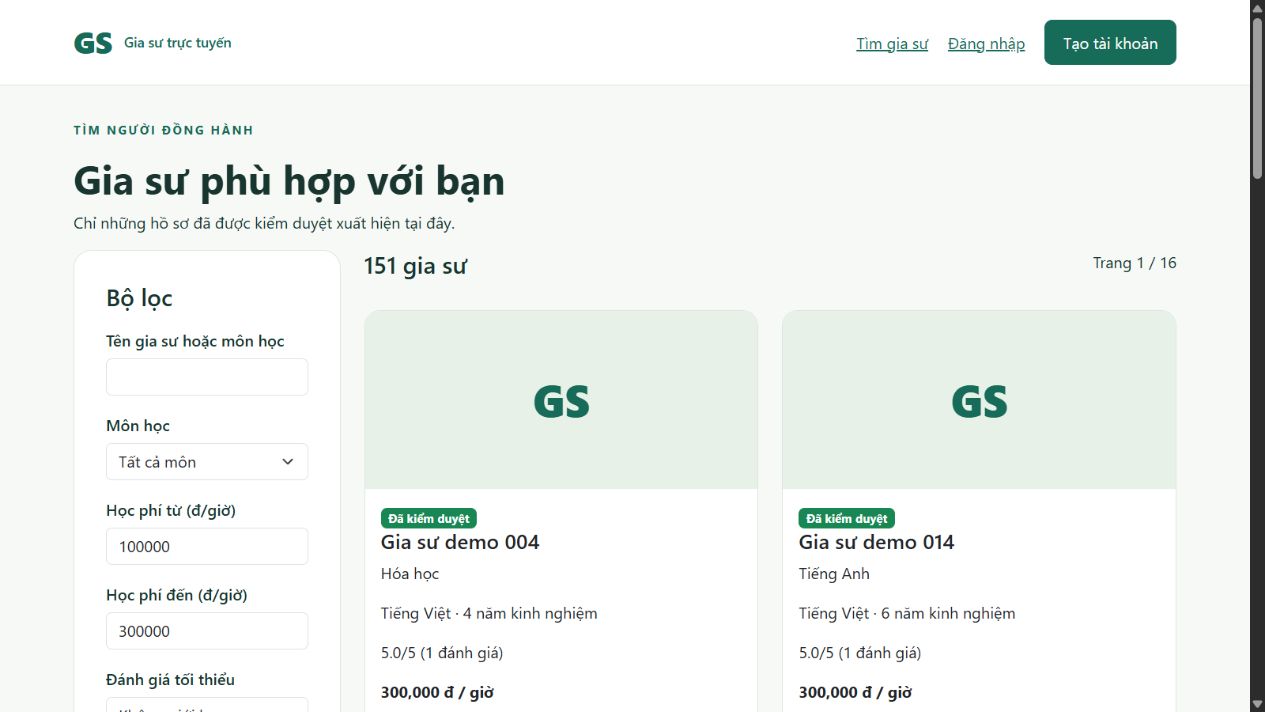 GS Gia sư trực tuyến
Tìm gia sư
Đăng nhập
Tạo tài khoản
TÌM NGƯỜI ĐỒNG HÀNH
Gia sư phù hợp với bạn
Chỉ những hồ sơ đã được kiểm duyệt xuất hiện tại đây.
Bộ lọc
Tên gia sư hoặc môn học
Môn học
Tất cả môn
Học phí từ (đ/giờ)
100000
Học phí đến (đ/giờ)
300000
Đánh giá tối thiểu
151 gia sư
Trang 1 / 16
GS
Đã kiểm duyệt
Gia sư demo 004
Hóa học
Tiếng Việt · 4 năm kinh nghiệm
5.0/5 (1 đánh giá)
300,000 đ / giờ
GS
Đã kiểm duyệt
Gia sư demo 014
Tiếng Anh
Tiếng Việt · 6 năm kinh nghiệm
5.0/5 (1 đánh giá)
300,000 đ / giờ